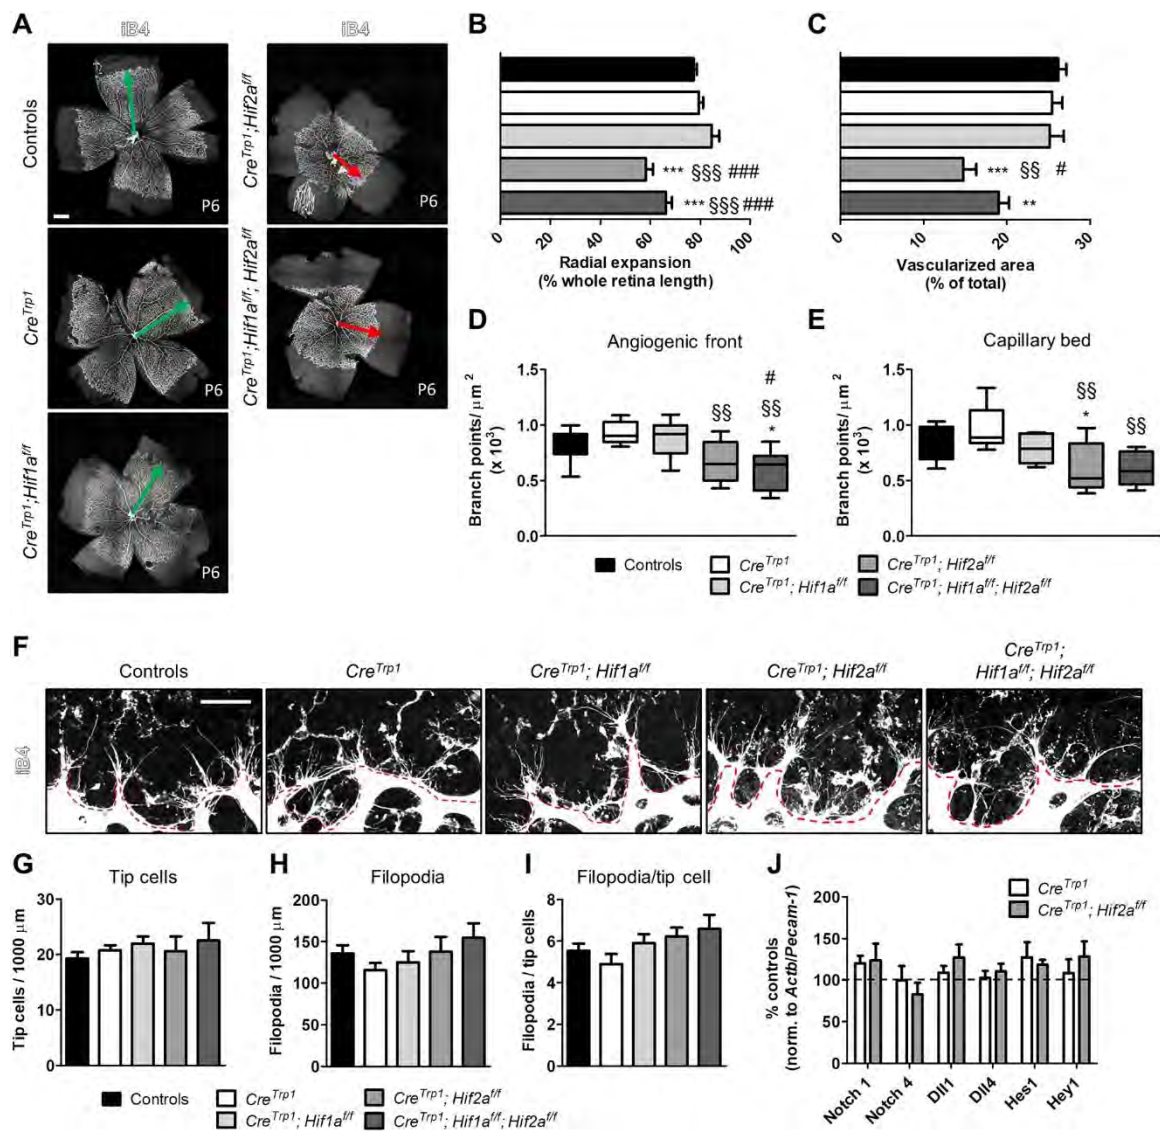 A
iB4
iB4
Controls
P6
Cre^Trp1;Hif2a^f/f
P6
Cre^Trp1
P6
Cre^Trp1;Hif1a^f/f; Hif2a^f/f
P6
Cre^Trp1;Hif1a^f/f
P6
B
*** §§§ ###
*** §§§ ###
0 20 40 60 80 100
Radial expansion
(% whole retina length)
C
*** §§ #
**
0 10 20 30
Vascularized area
(% of total)
D
Angiogenic front
Branch points/ μm²
(x 10³)
1.5
1.0
0.5
0.0
§§
#
§§
*
E
Capillary bed
Branch points/ μm²
(x 10³)
1.5
1.0
0.5
0.0
§§
*
§§
Controls
Cre^Trp1
Cre^Trp1; Hif2a^f/f
Cre^Trp1; Hif1a^f/f
Cre^Trp1; Hif1a^f/f; Hif2a^f/f
F
Controls
Cre^Trp1
Cre^Trp1; Hif1a^f/f
Cre^Trp1; Hif2a^f/f
Cre^Trp1;
Hif1a^f/f; Hif2a^f/f
iB4
G
Tip cells
Tip cells / 1000 μm
30
20
10
0
H
Filopodia
Filopodia / 1000 μm
200
150
100
50
0
I
Filopodia/tip cell
Filopodia / tip cells
8
6
4
2
0
Controls
Cre^Trp1
Cre^Trp1; Hif2a^f/f
Cre^Trp1; Hif1a^f/f
Cre^Trp1; Hif1a^f/f; Hif2a^f/f
J
Cre^Trp1
Cre^Trp1; Hif2a^f/f
% controls
(norm. to Actb/Pecam-1)
200
150
100
50
0
Notch 1
Notch 4
Dll1
Dll4
Hes1
Hey1